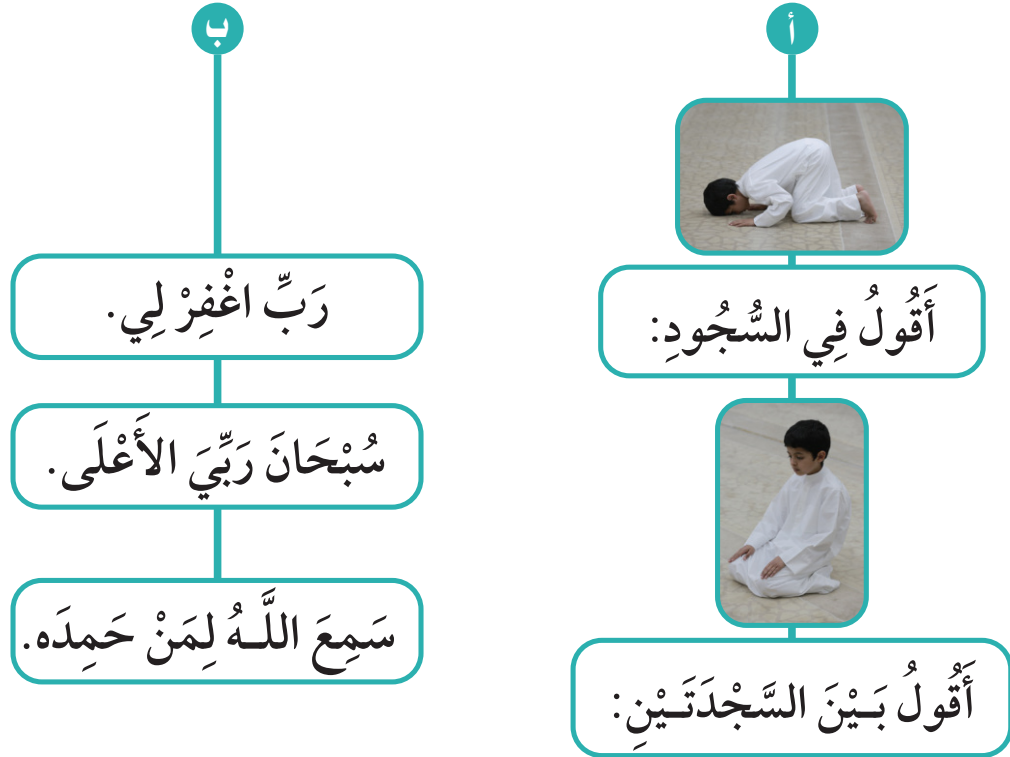 أ
أَقُولُ فِي السُّجُودِ:
أَقُولُ بَـيْنَ السَّجْدَتَـيْنِ:
ب
رَبِّ اغْفِرْ لِي.
سُبْحَانَ رَبِّيَ الأَعْلَى.
سَمِعَ اللَّـهُ لِمَنْ حَمِدَه.